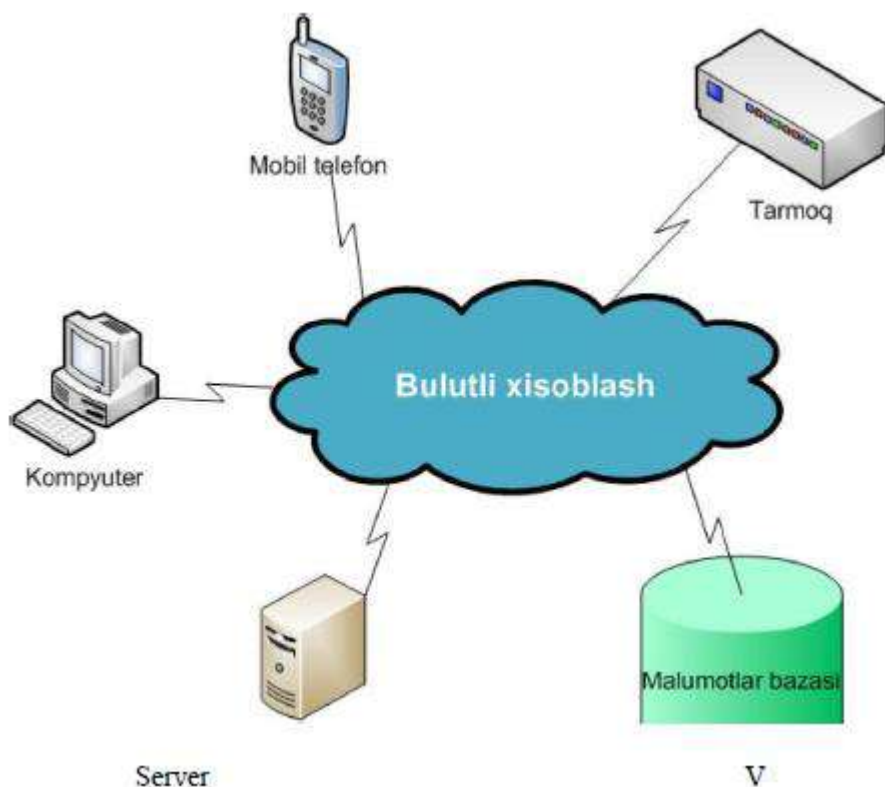 Mobil telefon
Tarmoq
Bulutli xisoblash
Kompyuter
Malumotlar bazasi
Server
V